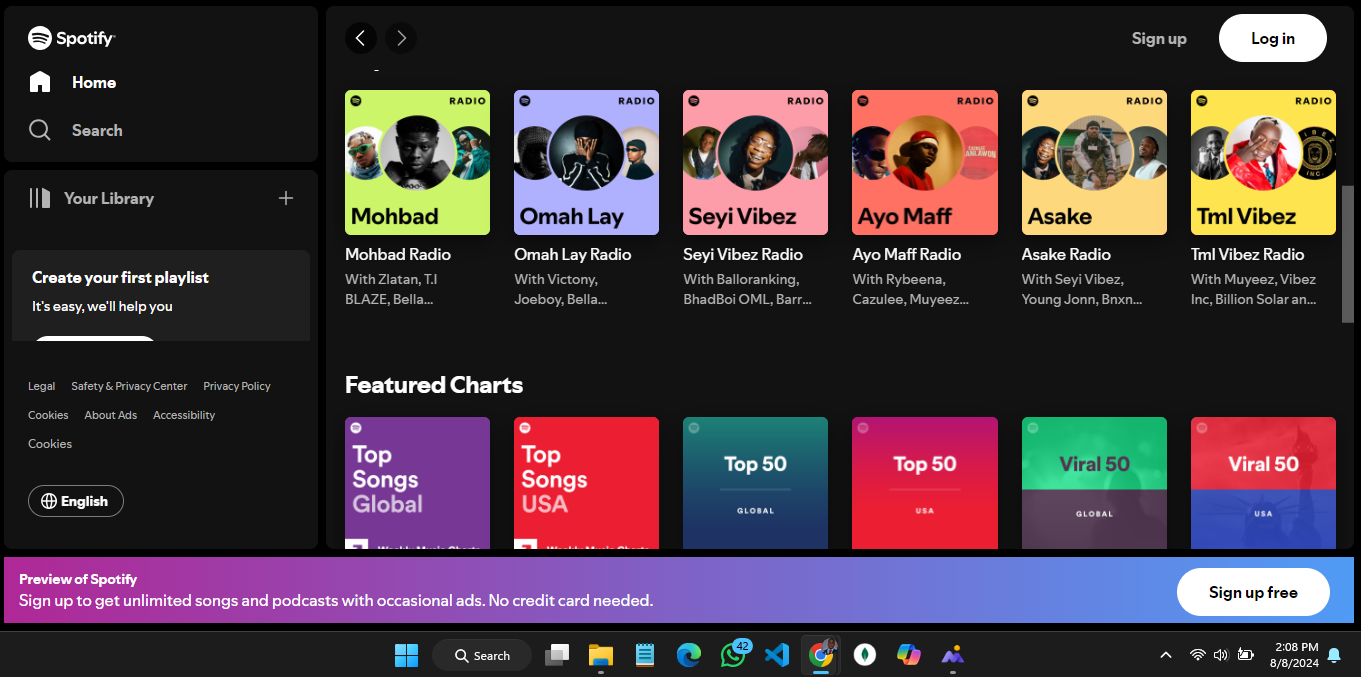 Spotify
Home
Search
Your Library
Create your first playlist
It's easy, we'll help you
Legal Safety & Privacy Center Privacy Policy
Cookies About Ads Accessibility
Cookies
English
Sign up Log in
RADIO
Mohbad
Mohbad Radio
With Zlatan, T.I
BLAZE, Bella...
RADIO
Omah Lay
Omah Lay Radio
With Victony,
Joeboy, Bella...
RADIO
Seyi Vibez
Seyi Vibez Radio
With Balloranking,
BhadBoi OML, Barr...
RADIO
Ayo Maff
Ayo Maff Radio
With Rybeena,
Cazulee, Muyeez...
RADIO
Asake
Asake Radio
With Seyi Vibez,
Young Jonn, Bnxn...
RADIO
Tml Vibez
Tml Vibez Radio
With Muyeez, Vibez
Inc, Billion Solar an...
Featured Charts
Top
Songs
Global
Weekly Music Charts
Top
Songs
USA
Weekly Music Charts
Top 50
GLOBAL
Top 50
USA
Viral 50
GLOBAL
Viral 50
USA
Preview of Spotify
Sign up to get unlimited songs and podcasts with occasional ads. No credit card needed.
Sign up free
Search
42
2:08 PM
8/8/2024